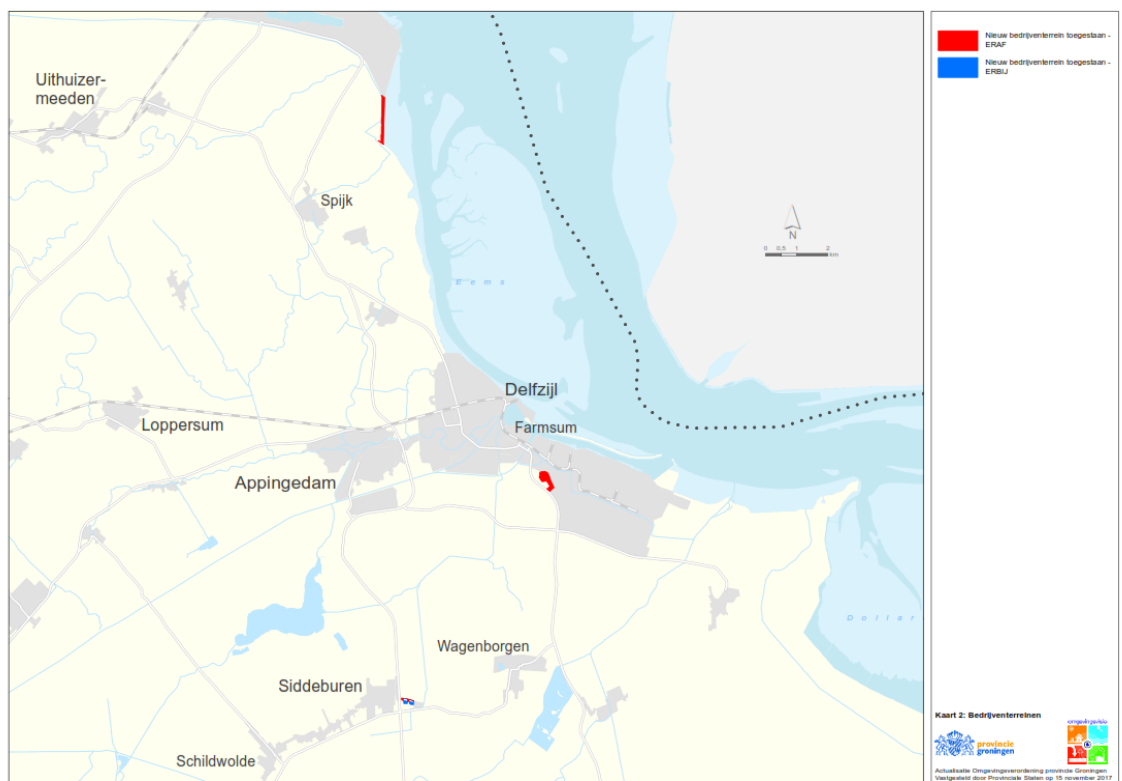 Uithuizer-
meeden
Spijk
N
0 0,5 1 2
km
Eems
Delfzijl
Farmsum
Loppersum
Appingedam
Dollar
Wagenborgen
Siddeburen
Schildwolde
Nieuw bedrijventerrein toegestaan -
ERAF
Nieuw bedrijventerrein toegestaan -
ERBIJ
Kaart 2: Bedrijventerreinen
omgevingsvisie
provincie
groningen
Actualisatie Omgevingsverordening provincie Groningen
Vastgesteld door Provinciale Staten op 15 november 2017